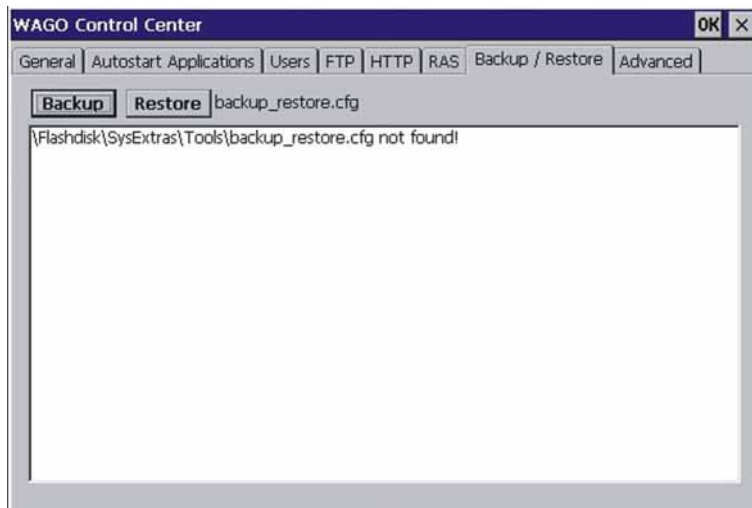 WAGO Control Center OK ×
General Autostart Applications Users FTP HTTP RAS Backup / Restore Advanced
Backup Restore backup_restore.cfg
\Flashdisk\SysExtras\Tools\backup_restore.cfg not found!